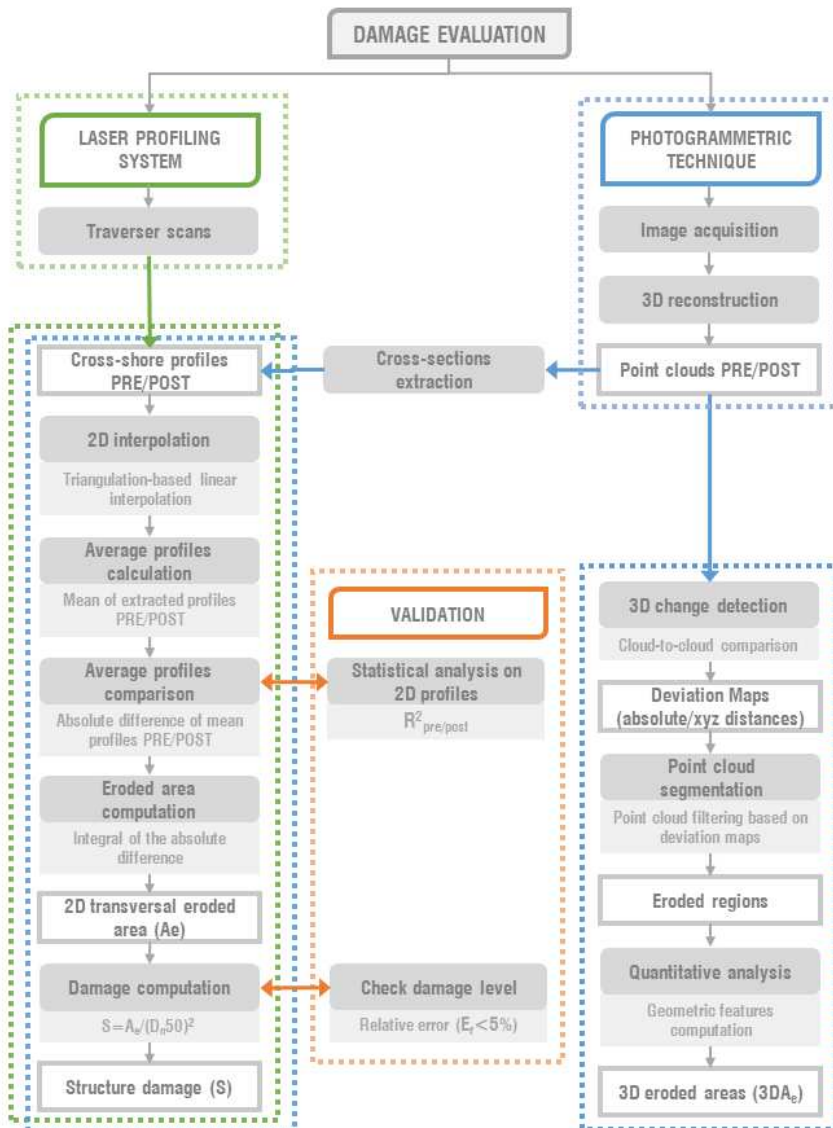 DAMAGE EVALUATION
LASER PROFILING
SYSTEM
Traverser scans
PHOTOGRAMMETRIC
TECHNIQUE
Image acquisition
3D reconstruction
Point clouds PRE/POST
Cross-sections
extraction
Cross-shore profiles
PRE/POST
2D interpolation
Triangulation-based linear
interpolation
Average profiles
calculation
Mean of extracted profiles
PRE/POST
Average profiles
comparison
Absolute difference of mean
profiles PRE/POST
Eroded area
computation
Integral of the absolute
difference
2D transversal eroded
area (Ae)
Damage computation
S=Aₑ/(Dₙ50)²
Structure damage (S)
VALIDATION
Statistical analysis on
2D profiles
R² pre/post
Check damage level
Relative error (Eᵣ<5%)
3D change detection
Cloud-to-cloud comparison
Deviation Maps
(absolute/xyz distances)
Point cloud
segmentation
Point cloud filtering based on
deviation maps
Eroded regions
Quantitative analysis
Geometric features
computation
3D eroded areas (3DAₑ)